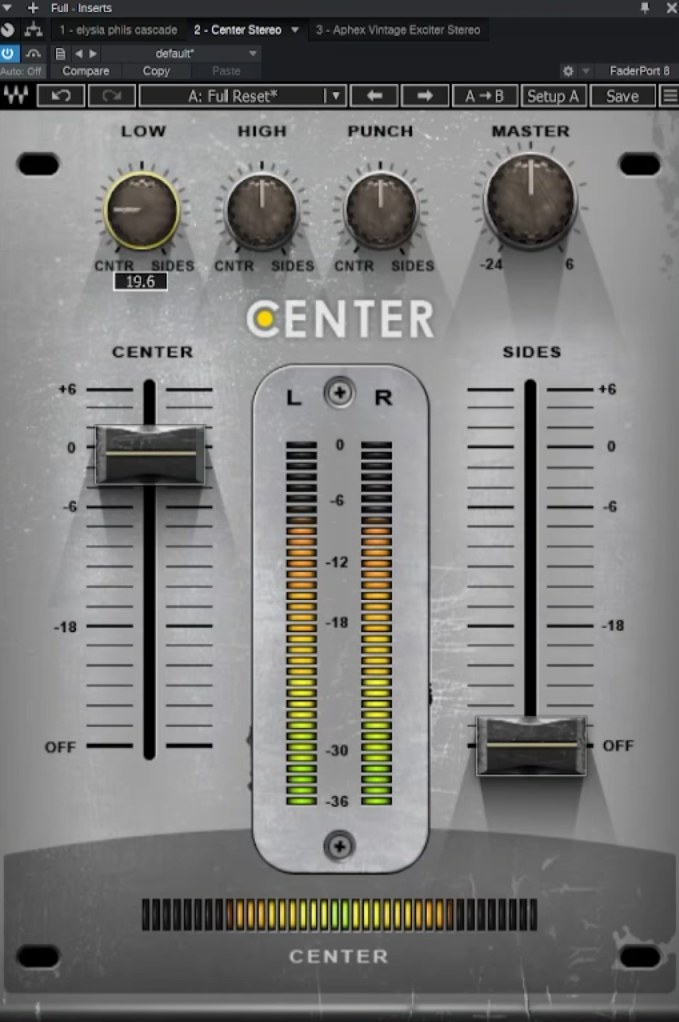 Full - Inserts
1 - elysia phils cascade 2 - Center Stereo 3 - Aphex Vintage Exciter Stereo
default*
Auto: Off Compare Copy Paste FaderPort 8
A: Full Reset* A→B Setup A Save
LOW HIGH PUNCH MASTER
CNTR SIDES CNTR SIDES CNTR SIDES -24 6
19.6
CENTER
CENTER SIDES
+6 +6
L R
0 0 0
-6 -6 -6
-12
-18 -18 -18
OFF -30 OFF
-36
CENTER